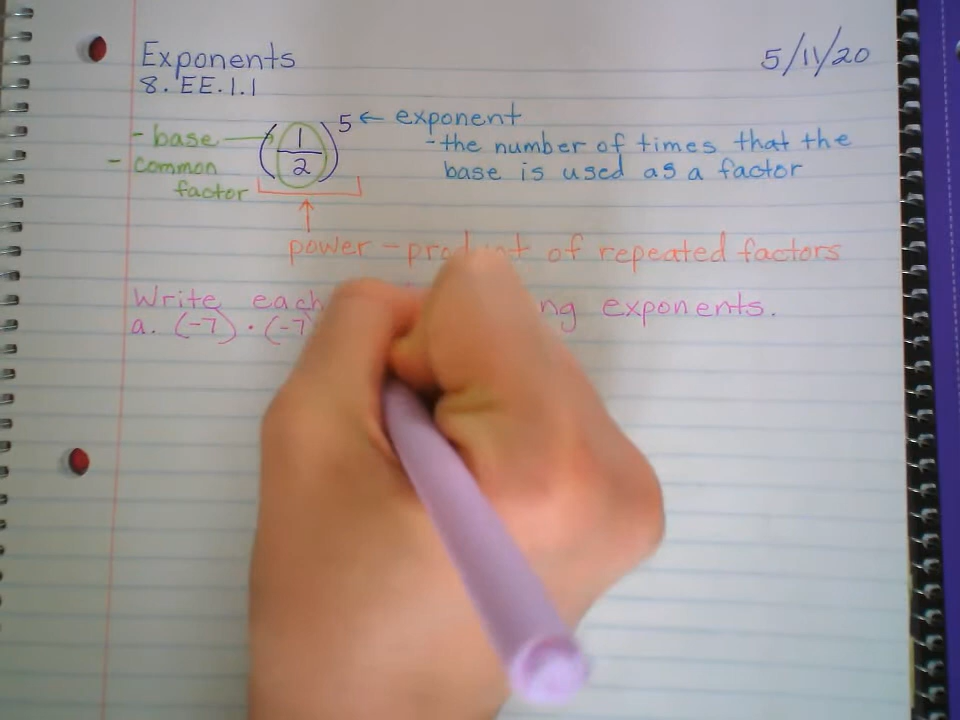 Exponents
5/11/20
8.EE.1.1
(1/2)^5 ← exponent
- base
- the number of times that the
base is used as a factor
- common
factor
power - product of repeated factors
Write each exponents.
a. (-7) · (-7